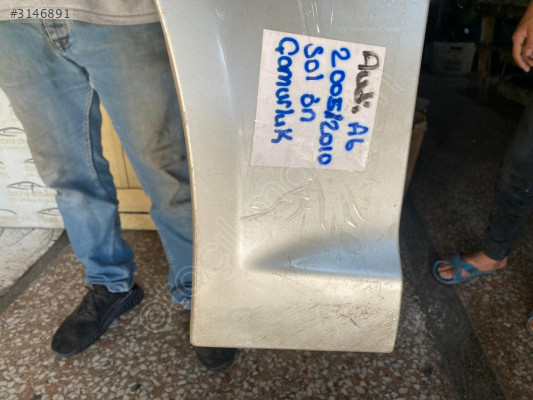 #3146891
Audi A6
2005/2010
Sol ön
Çamurluk